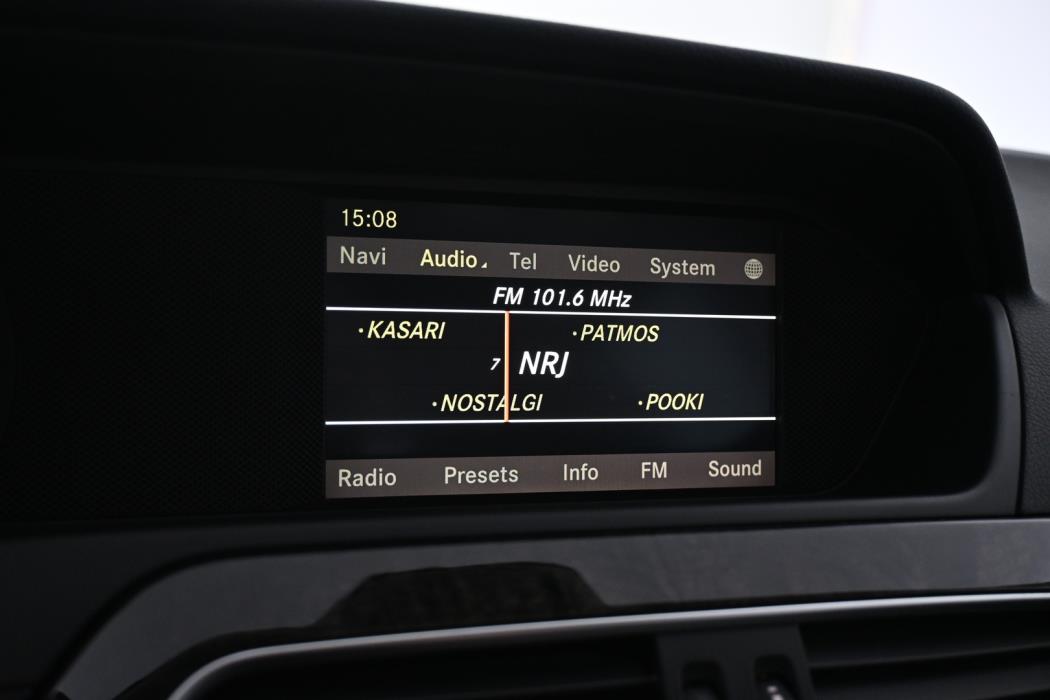 15:08
Navi Audio Tel Video System
FM 101.6 MHz
·KASARI ·PATMOS
7 NRJ
·NOSTALGI ·POOKI
Radio Presets Info FM Sound